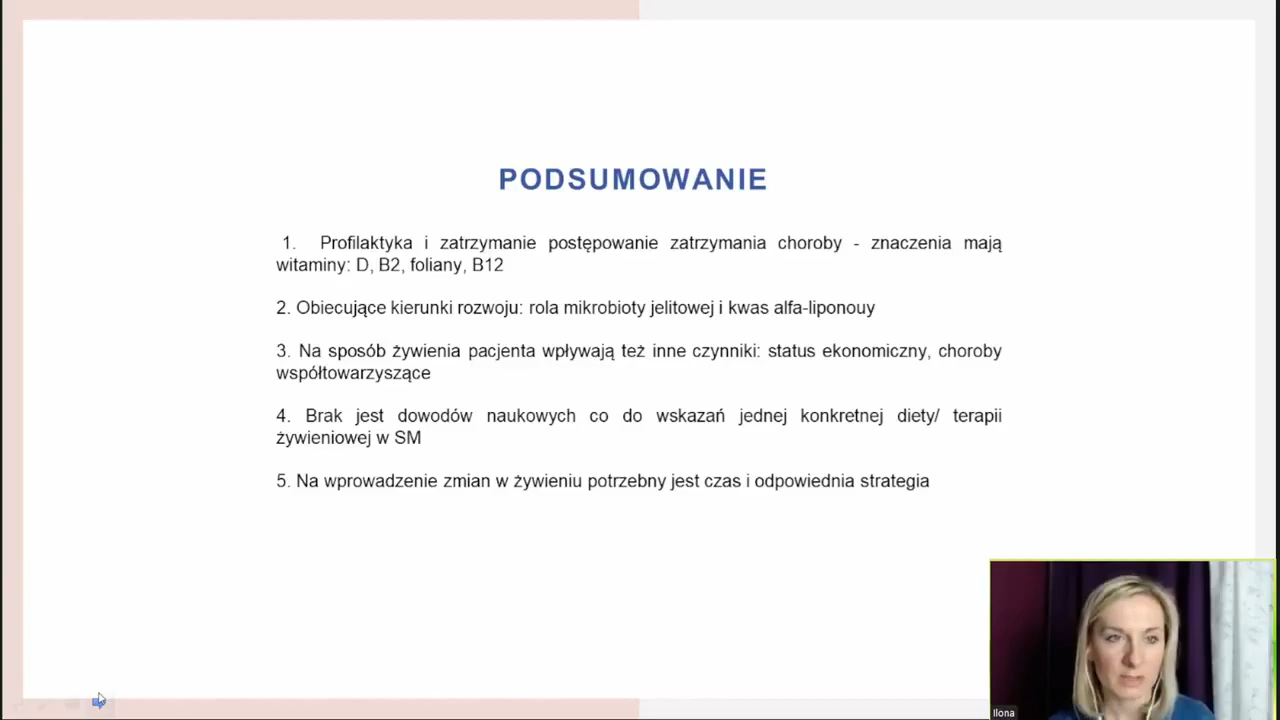 PODSUMOWANIE
1. Profilaktyka i zatrzymanie postępowanie zatrzymania choroby - znaczenia mają
witaminy: D, B2, foliany, B12
2. Obiecujące kierunki rozwoju: rola mikrobioty jelitowej i kwas alfa-liponouy
3. Na sposób żywienia pacjenta wpływają też inne czynniki: status ekonomiczny, choroby
współtowarzyszące
4. Brak jest dowodów naukowych co do wskazań jednej konkretnej diety/ terapii
żywieniowej w SM
5. Na wprowadzenie zmian w żywieniu potrzebny jest czas i odpowiednia strategia
Ilona